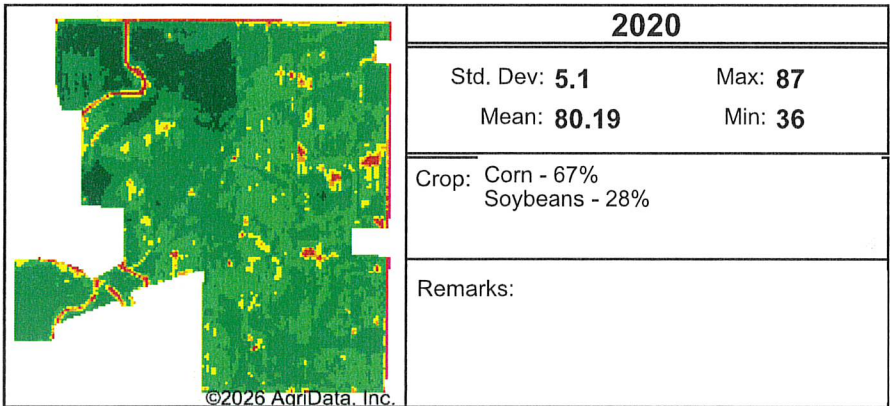 2020
Std. Dev: 5.1 Max: 87
Mean: 80.19 Min: 36
Crop: Corn - 67%
Soybeans - 28%
Remarks:
©2026 AgriData, Inc.